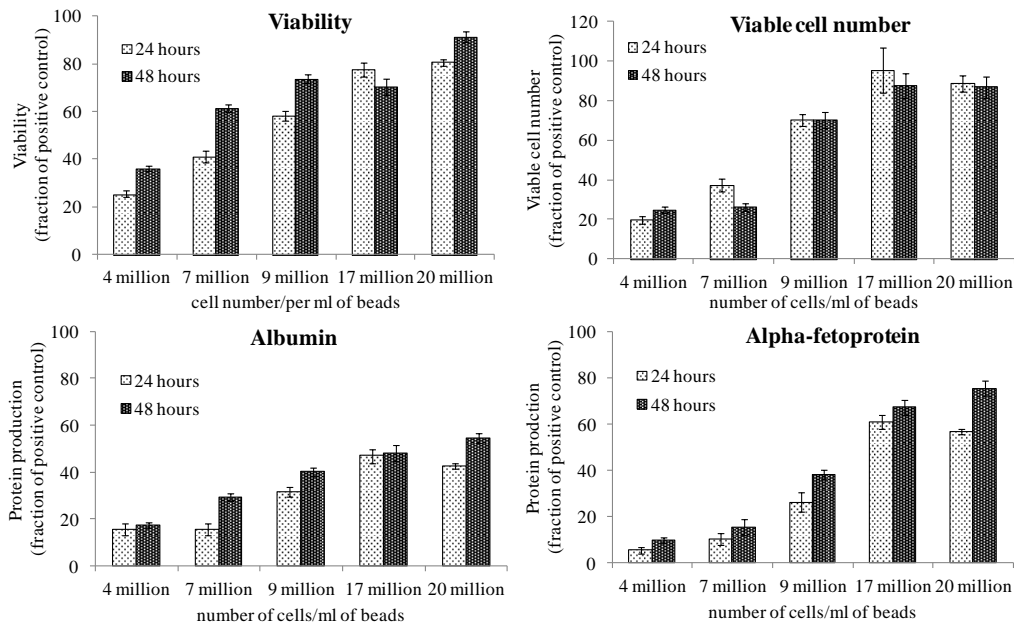 Viability
24 hours
48 hours
Viability
(fraction of positive control)
100
80
60
40
20
0
4 million 7 million 9 million 17 million 20 million
cell number/per ml of beads
Viable cell number
24 hours
48 hours
Viable cell number
(fraction of positive control)
120
100
80
60
40
20
0
4 million 7 million 9 million 17 million 20 million
number of cells/ml of beads
Albumin
24 hours
48 hours
Protein production
(fraction of positive control)
100
80
60
40
20
0
4 million 7 million 9 million 17 million 20 million
number of cells/ml of beads
Alpha-fetoprotein
24 hours
48 hours
Protein prodction
(fraction of positive control)
100
80
60
40
20
0
4 million 7 million 9 million 17 million 20 million
number of cells/ml of beads